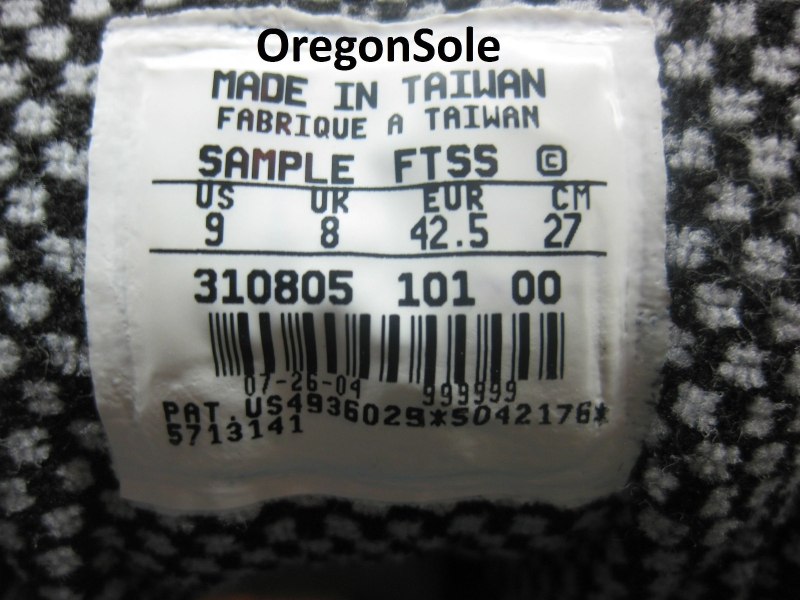 OregonSole
MADE IN TAIWAN
FABRIQUE A TAIWAN
SAMPLE FTSS ©
US UK EUR CM
9 8 42.5 27
310805 101 00
07-26-04 999999
PAT.US4936029*5042176*
5713141